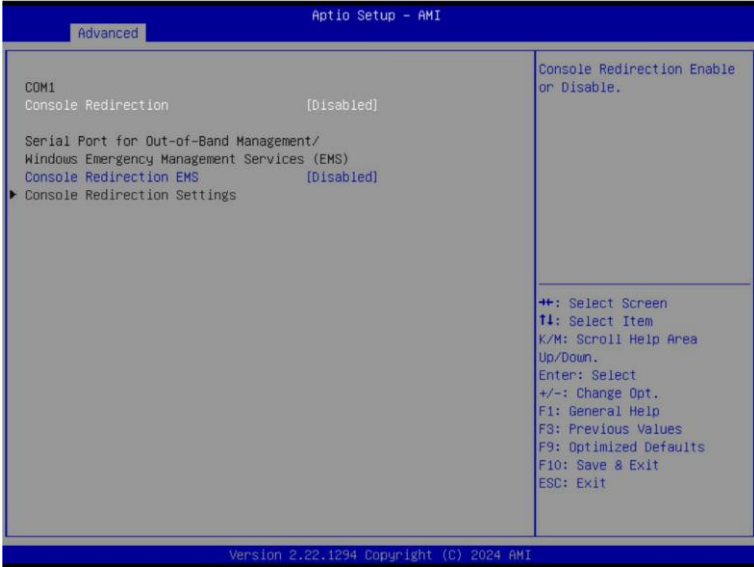 Aptio Setup - AMI
Advanced
COM1
Console Redirection [Disabled]
Serial Port for Out-of-Band Management/
Windows Emergency Management Services (EMS)
Console Redirection EMS [Disabled]
Console Redirection Settings
Console Redirection Enable
or Disable.
→←: Select Screen
↑↓: Select Item
K/M: Scroll Help Area
Up/Down.
Enter: Select
+/-: Change Opt.
F1: General Help
F3: Previous Values
F9: Optimized Defaults
F10: Save & Exit
ESC: Exit
Version 2.22.1294 Copyright (C) 2024 AMI